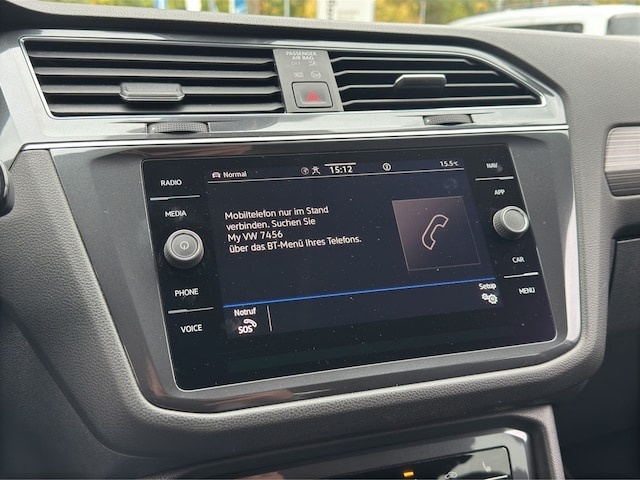 PASSENGER
AIR BAG
RADIO
MEDIA
PHONE
VOICE
Normal
15:12
15.5°C
Mobiltelefon nur im Stand
verbinden. Suchen Sie
My VW 7456
über das BT-Menü Ihres Telefons.
Notruf
SOS
Setup
NAV
APP
CAR
MENU